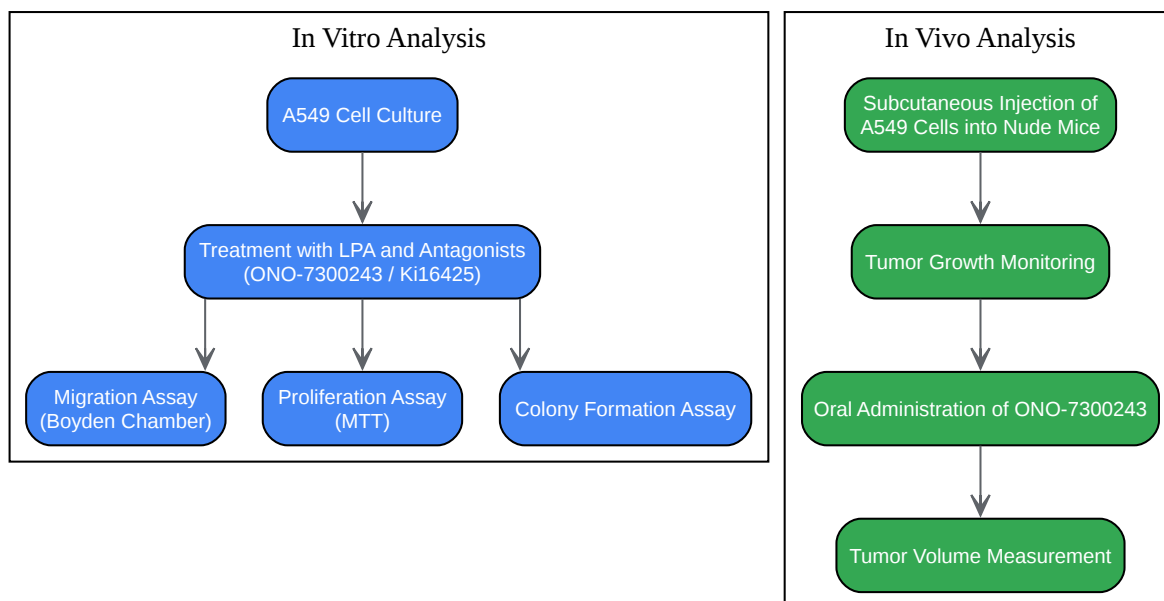 In Vitro Analysis
A549 Cell Culture
Treatment with LPA and Antagonists
(ONO-7300243 / Ki16425)
Migration Assay
(Boyden Chamber)
Proliferation Assay
(MTT)
Colony Formation Assay
In Vivo Analysis
Subcutaneous Injection of
A549 Cells into Nude Mice
Tumor Growth Monitoring
Oral Administration of ONO-7300243
Tumor Volume Measurement